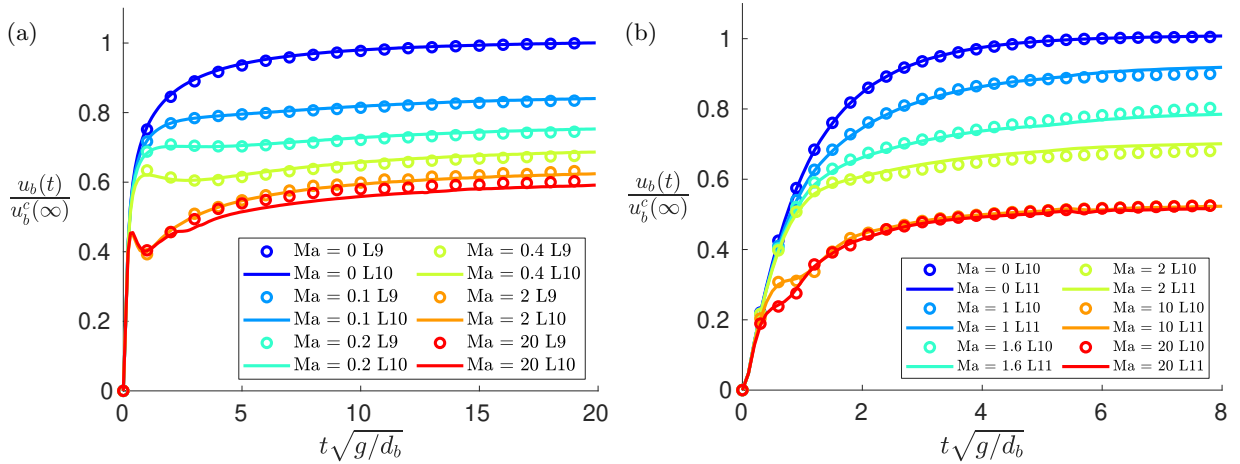 (a)
1
0.8
0.6
0.4
0.2
0
u_b(t)
u_b^c(∞)
0 5 10 15 20
t√g/d_b
Ma = 0 L9 Ma = 0.4 L9
Ma = 0 L10 Ma = 0.4 L10
Ma = 0.1 L9 Ma = 2 L9
Ma = 0.1 L10 Ma = 2 L10
Ma = 0.2 L9 Ma = 20 L9
Ma = 0.2 L10 Ma = 20 L10
(b)
1
0.8
0.6
0.4
0.2
0
u_b(t)
u_b^c(∞)
0 2 4 6 8
t√g/d_b
Ma = 0 L10 Ma = 2 L10
Ma = 0 L11 Ma = 2 L11
Ma = 1 L10 Ma = 10 L10
Ma = 1 L11 Ma = 10 L11
Ma = 1.6 L10 Ma = 20 L10
Ma = 1.6 L11 Ma = 20 L11